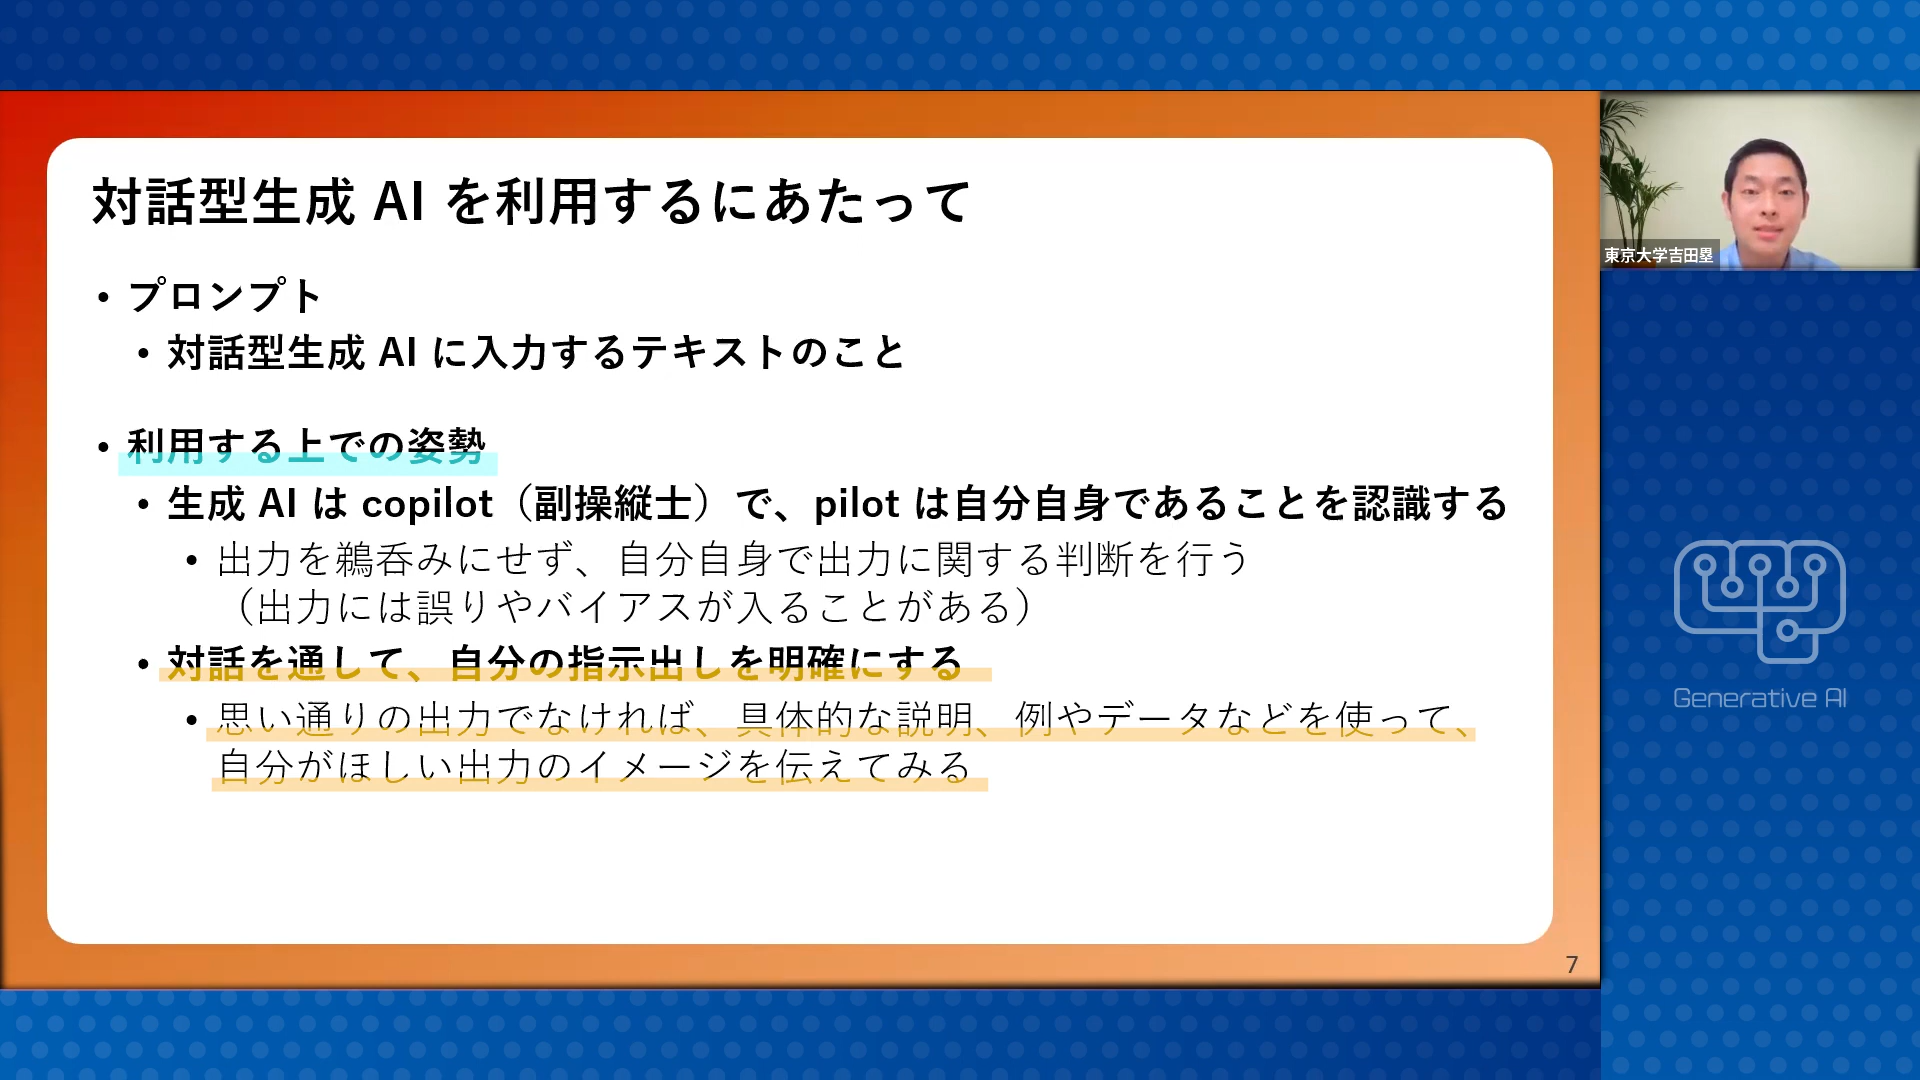 対話型生成 AI を利用するにあたって
• プロンプト
• 対話型生成 AI に入力するテキストのこと
• 利用する上での姿勢
• 生成 AI は copilot（副操縦士）で、pilot は自分自身であることを認識する
• 出力を鵜呑みにせず、自分自身で出力に関する判断を行う
（出力には誤りやバイアスが入ることがある）
• 対話を通して、自分の指示出しを明確にする
• 思い通りの出力でなければ、具体的な説明、例やデータなどを使って、
自分がほしい出力のイメージを伝えてみる
7
東京大学吉田塁
Generative AI